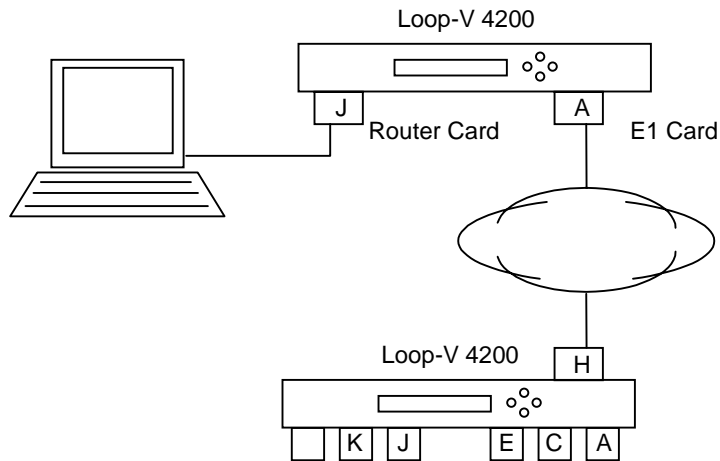 Loop-V 4200
J
A
Router Card
E1 Card
Loop-V 4200
H
K
J
E
C
A